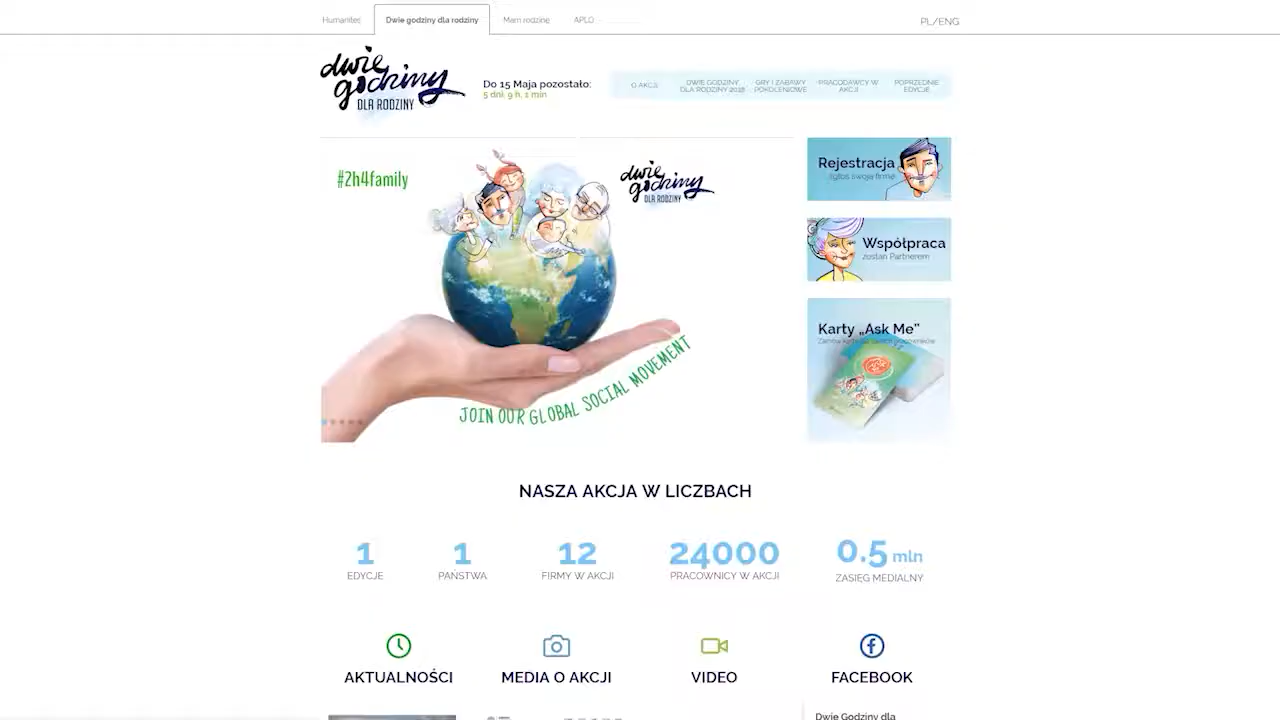 Humanites
Dwie godziny dla rodziny
Mam rodzinę
APLO
PL/ENG
dwie
godziny
DLA RODZINY
Do 15 Maja pozostało:
5 dni, 9 h, 1 min
O AKCJI
DWIE GODZINY
DLA RODZINY 2018
GRY I ZABAWY
POKOLENIOWE
PRACODAWCY W
AKCJI
POPRZEDNIE
EDYCJE
#2h4family
dwie
godziny
DLA RODZINY
JOIN OUR GLOBAL SOCIAL MOVEMENT
Rejestracja
zgłoś swoją firmę
Współpraca
zostań Partnerem
Karty „Ask Me”
NASZA AKCJA W LICZBACH
1
EDYCJE
1
PAŃSTWA
12
FIRMY W AKCJI
24000
PRACOWNICY W AKCJI
0.5 mln
ZASIĘG MEDIALNY
AKTUALNOŚCI
MEDIA O AKCJI
VIDEO
FACEBOOK
Dwie Godziny dla